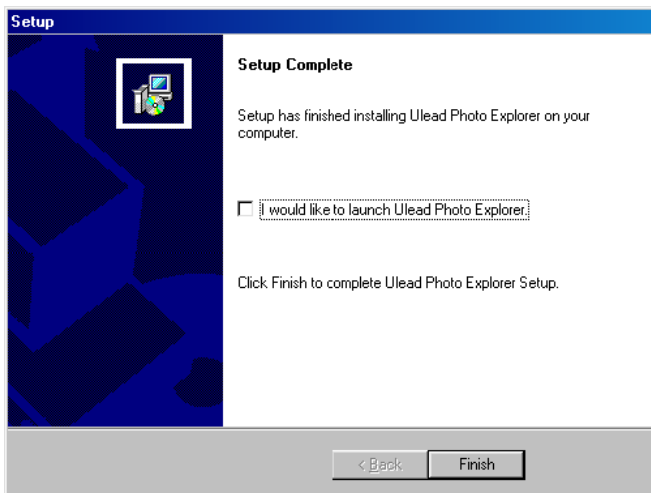 Setup
Setup Complete
Setup has finished installing Ulead Photo Explorer on your
computer.
I would like to launch Ulead Photo Explorer.
Click Finish to complete Ulead Photo Explorer Setup.
< Back
Finish